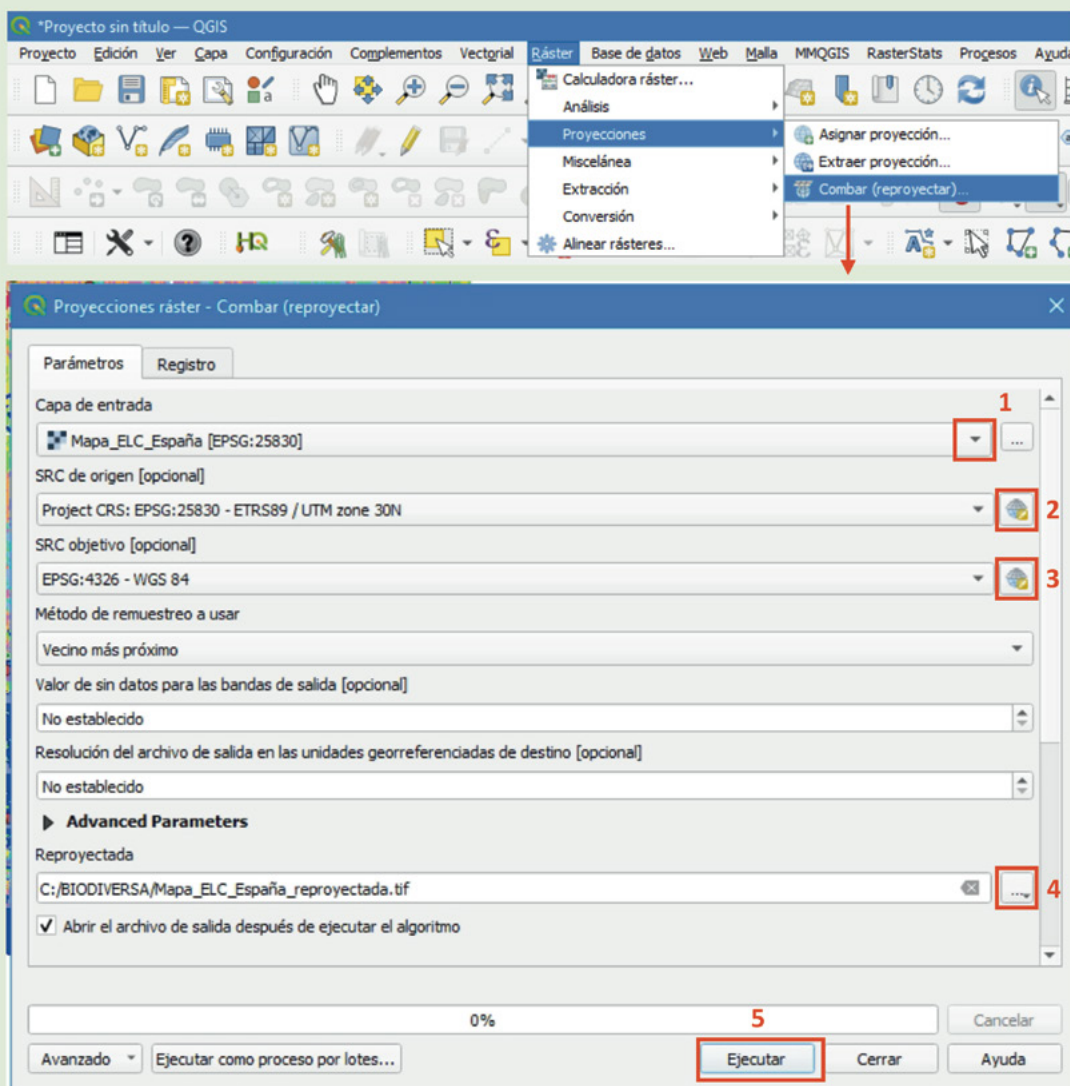 *Proyecto sin título — QGIS
Proyecto Edición Ver Capa Configuración Complementos Vectorial Ráster Base de datos Web Malla MMQGIS RasterStats Procesos Ayuda
Calculadora ráster...
Análisis
Proyecciones
Miscelánea
Extracción
Conversión
Alinear rásteres...
Asignar proyección...
Extraer proyección...
Combar (reproyectar)...
Proyecciones ráster - Combar (reproyectar)
Parámetros Registro
Capa de entrada
1
Mapa_ELC_España [EPSG:25830]
...
SRC de origen [opcional]
Project CRS: EPSG:25830 - ETRS89 / UTM zone 30N
2
SRC objetivo [opcional]
EPSG:4326 - WGS 84
3
Método de remuestreo a usar
Vecino más próximo
Valor de sin datos para las bandas de salida [opcional]
No establecido
Resolución del archivo de salida en las unidades georreferenciadas de destino [opcional]
No establecido
Advanced Parameters
Reproyectada
C:/BIODIVERSA/Mapa_ELC_España_reproyectada.tif
...
4
Abrir el archivo de salida después de ejecutar el algoritmo
0%
5
Cancelar
Avanzado Ejecutar como proceso por lotes... Ejecutar Cerrar Ayuda